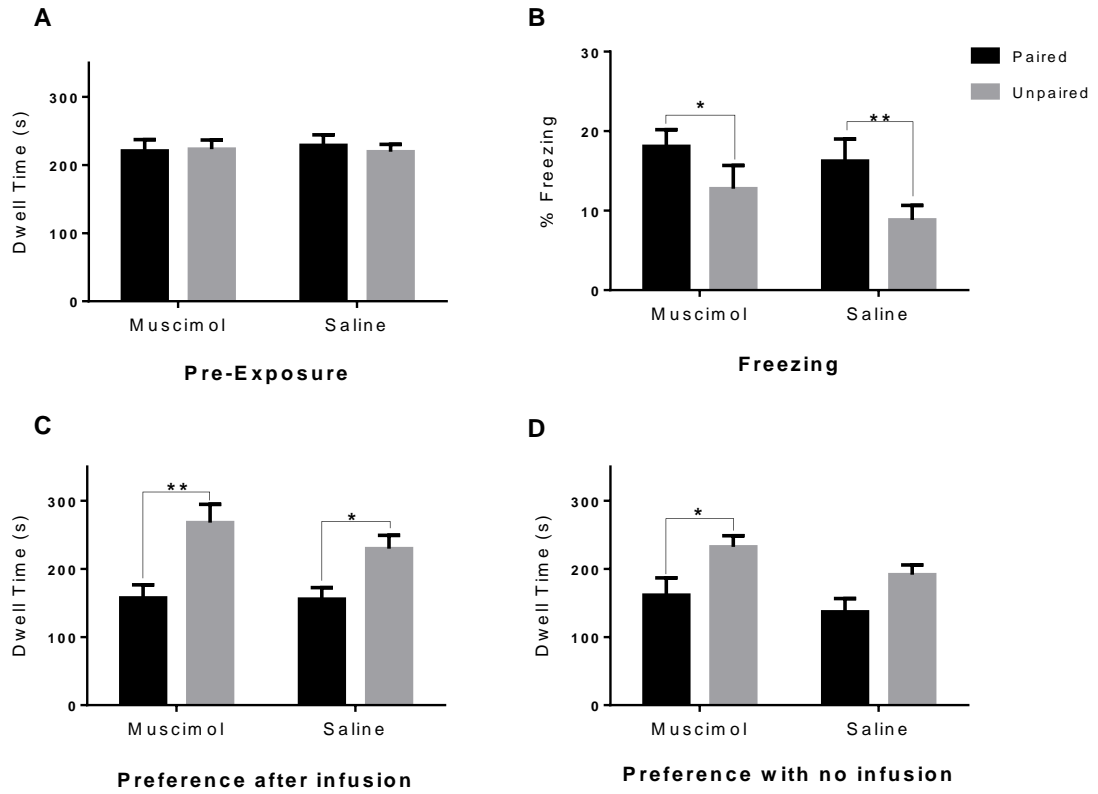 A
Dwell Time (s)
300
200
100
0
Muscimol Saline
Pre-Exposure
B
% Freezing
30
20
10
0
* **
Muscimol Saline
Freezing
Paired
Unpaired
C
Dwell Time (s)
300
200
100
0
** *
Muscimol Saline
Preference after infusion
D
Dwell Time (s)
300
200
100
0
*
Muscimol Saline
Preference with no infusion